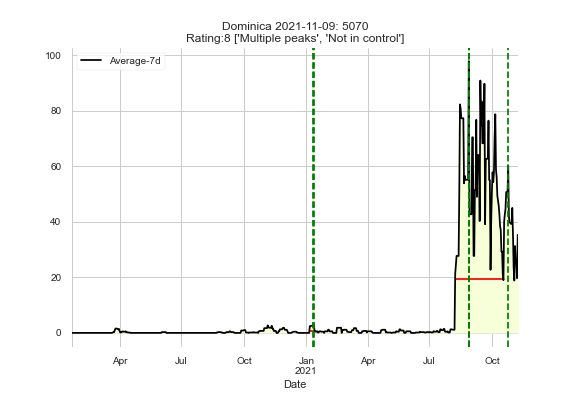 Dominica 2021-11-09: 5070
Rating:8 ['Multiple peaks', 'Not in control']
Average-7d
100
80
60
40
20
0
Apr Jul Oct Jan Apr Jul Oct
2021
Date